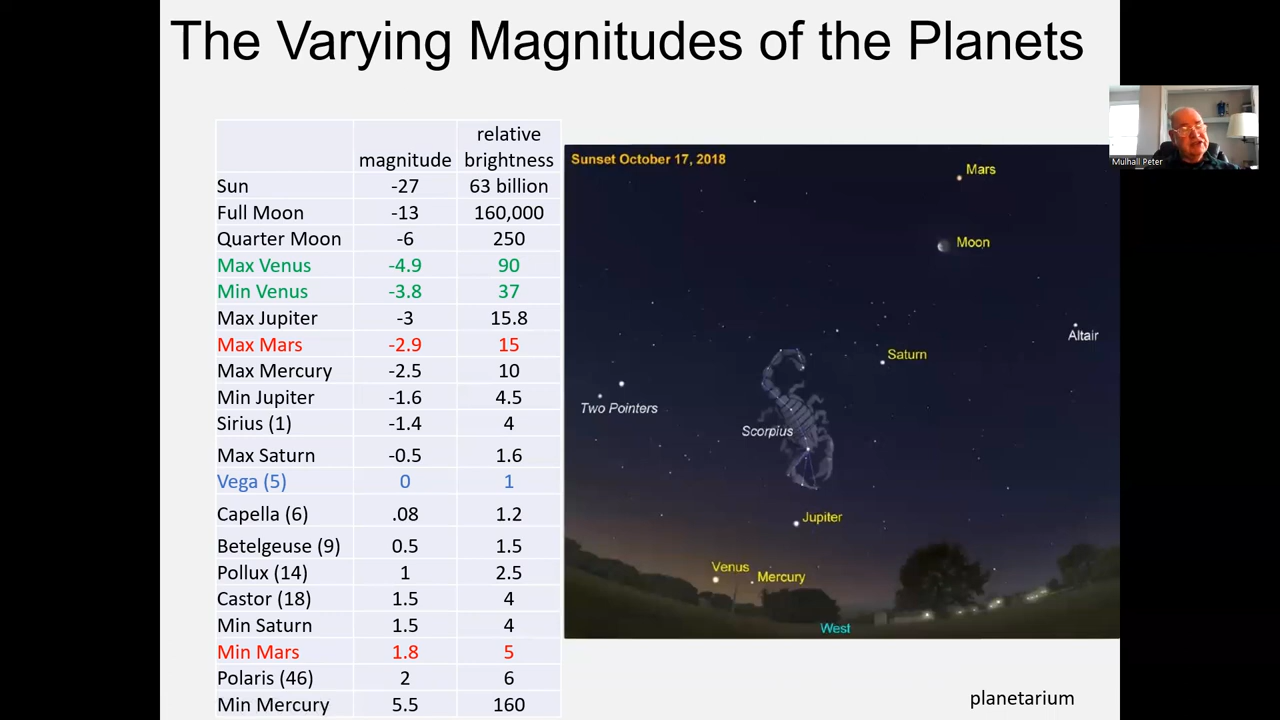 The Varying Magnitudes of the Planets
magnitude relative brightness
Sun -27 63 billion
Full Moon -13 160,000
Quarter Moon -6 250
Max Venus -4.9 90
Min Venus -3.8 37
Max Jupiter -3 15.8
Max Mars -2.9 15
Max Mercury -2.5 10
Min Jupiter -1.6 4.5
Sirius (1) -1.4 4
Max Saturn -0.5 1.6
Vega (5) 0 1
Capella (6) .08 1.2
Betelgeuse (9) 0.5 1.5
Pollux (14) 1 2.5
Castor (18) 1.5 4
Min Saturn 1.5 4
Min Mars 1.8 5
Polaris (46) 2 6
Min Mercury 5.5 160
Sunset October 17, 2018
Mars
Moon
Altair
Saturn
Two Pointers
Scorpius
Jupiter
Venus
Mercury
West
planetarium
Mulhall Peter